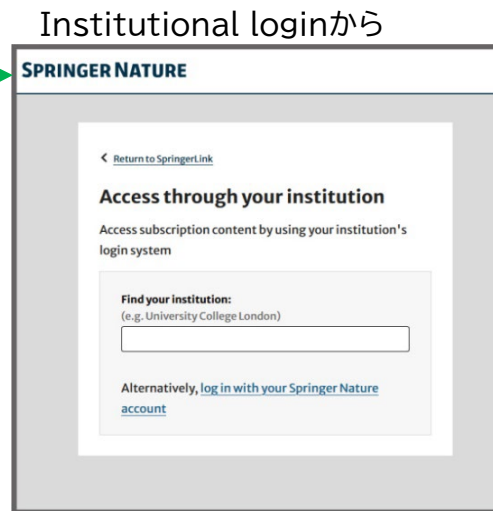 Institutional loginから
SPRINGER NATURE
Return to SpringerLink
Access through your institution
Access subscription content by using your institution's
login system
Find your institution:
(e.g. University College London)
Alternatively, log in with your Springer Nature
account